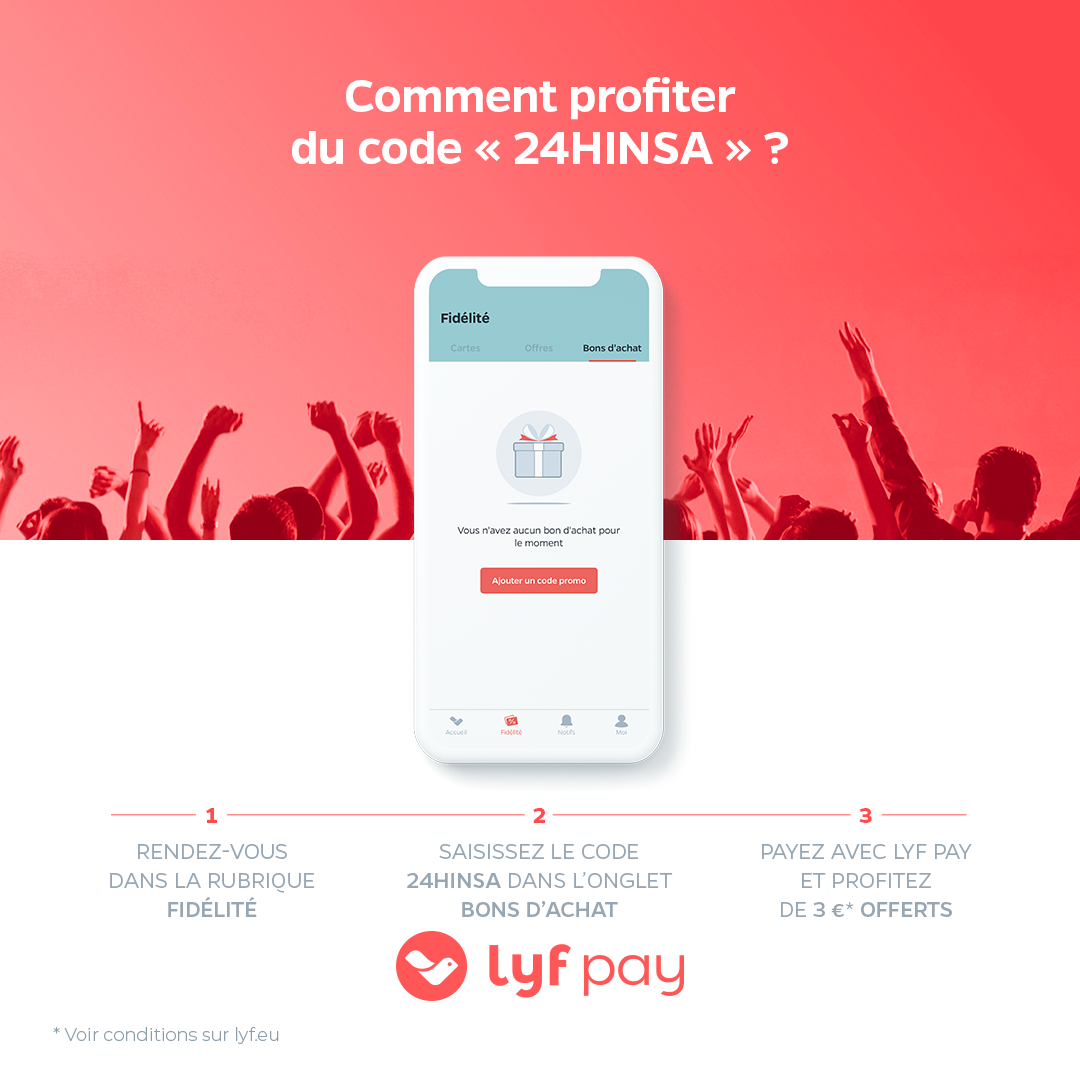 Comment profiter
du code « 24HINSA » ?
Fidélité
Cartes Offres Bons d'achat
Vous n'avez aucun bon d'achat pour
le moment
Ajouter un code promo
Accueil Fidélité Notifs Moi
1
RENDEZ-VOUS
DANS LA RUBRIQUE
FIDÉLITÉ
2
SAISISSEZ LE CODE
24HINSA DANS L'ONGLET
BONS D'ACHAT
3
PAYEZ AVEC LYF PAY
ET PROFITEZ
DE 3 €* OFFERTS
lyf pay
* Voir conditions sur lyf.eu